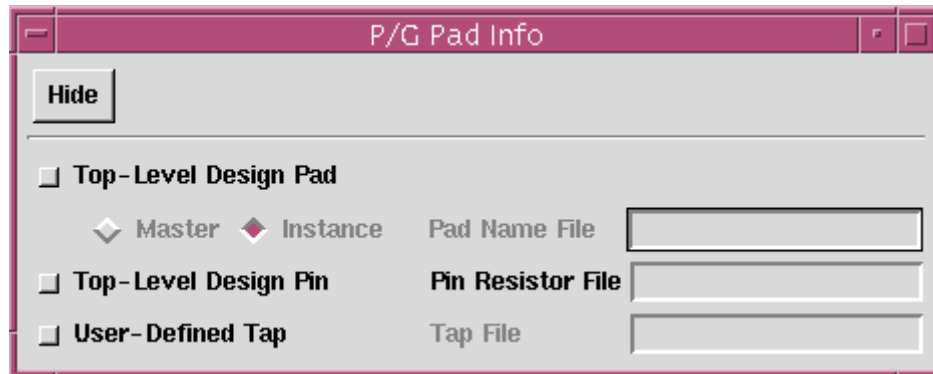 P/G Pad Info
Hide
Top-Level Design Pad
Master Instance Pad Name File
Top-Level Design Pin Pin Resistor File
User-Defined Tap Tap File